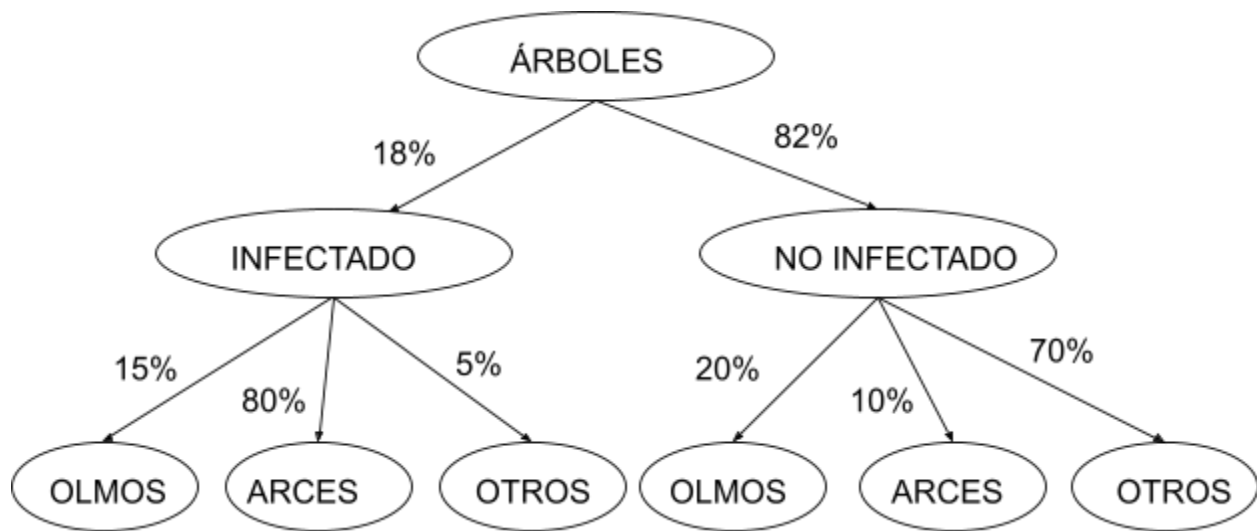 ÁRBOLES
18%
82%
INFECTADO
NO INFECTADO
15%
80%
5%
20%
10%
70%
OLMOS
ARCES
OTROS
OLMOS
ARCES
OTROS